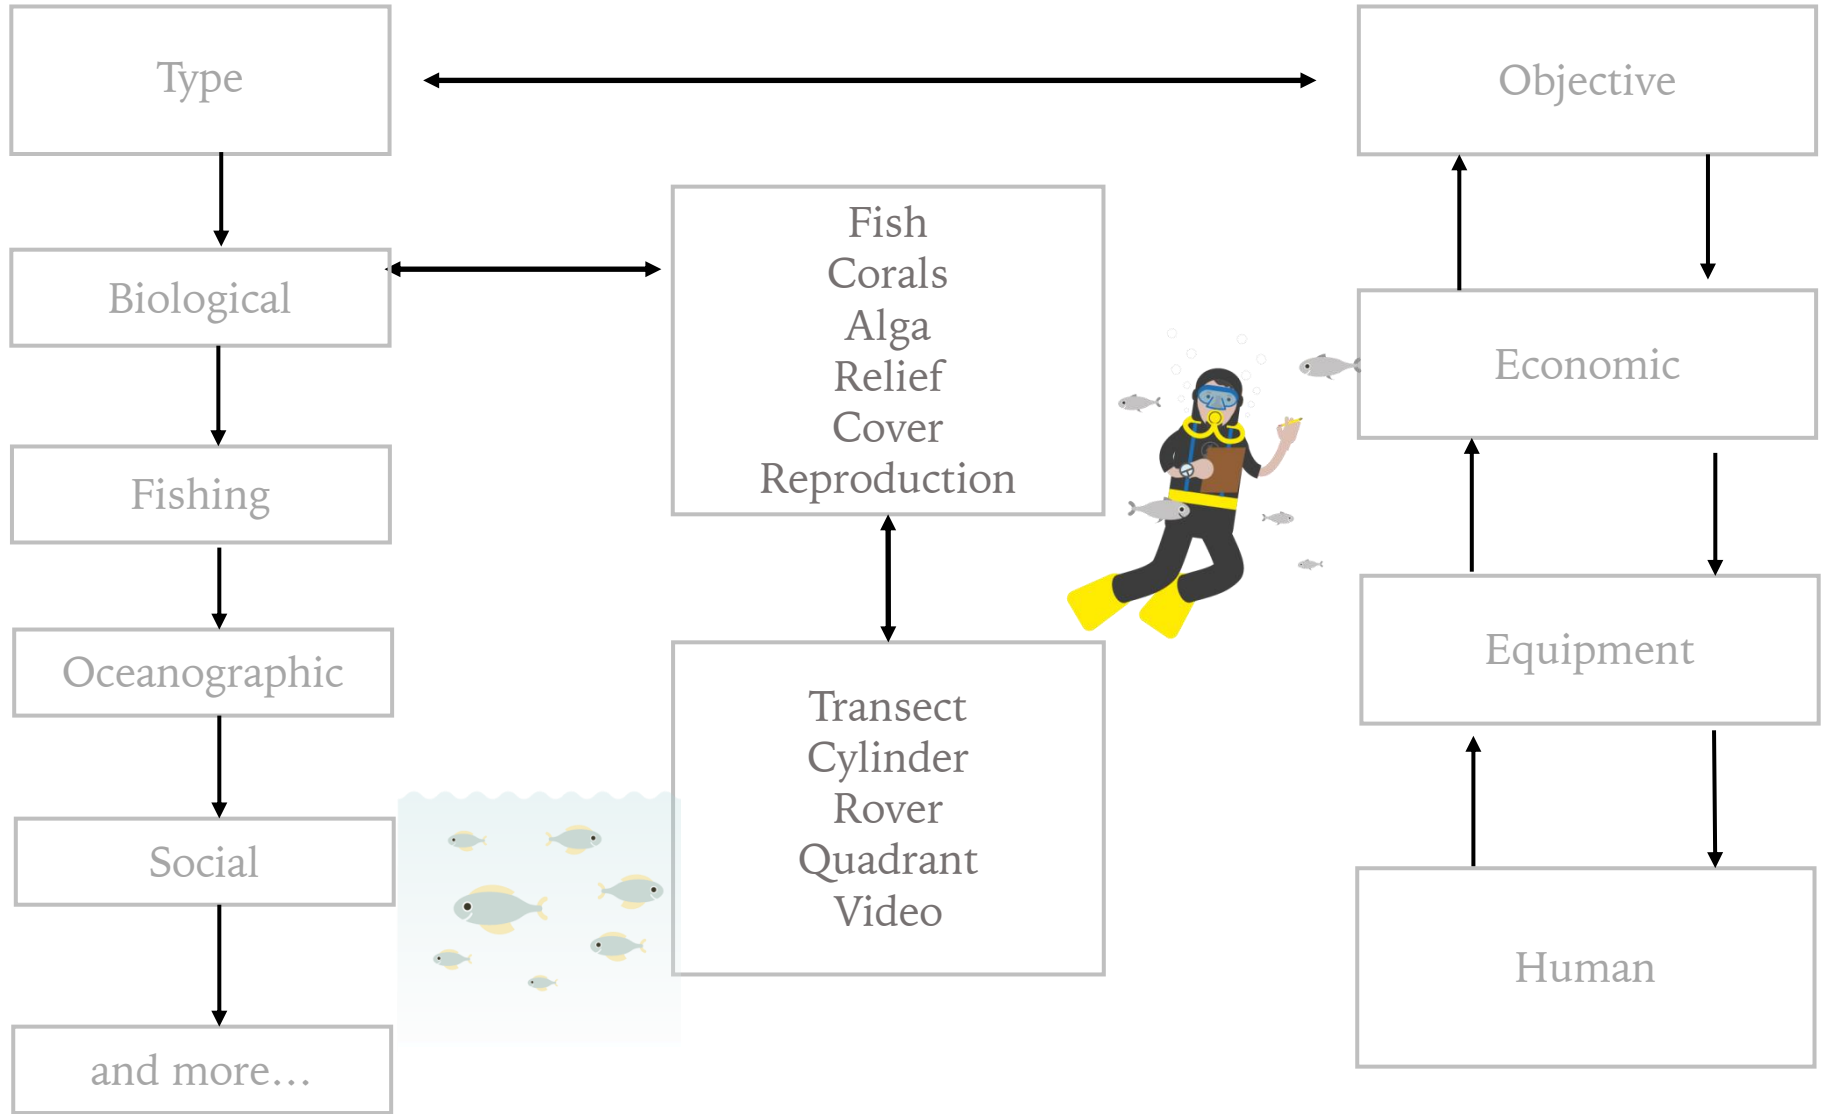 Type
Biological
Fishing
Oceanographic
Social
and more...
Fish
Corals
Alga
Relief
Cover
Reproduction
Transect
Cylinder
Rover
Quadrant
Video
Objective
Economic
Equipment
Human